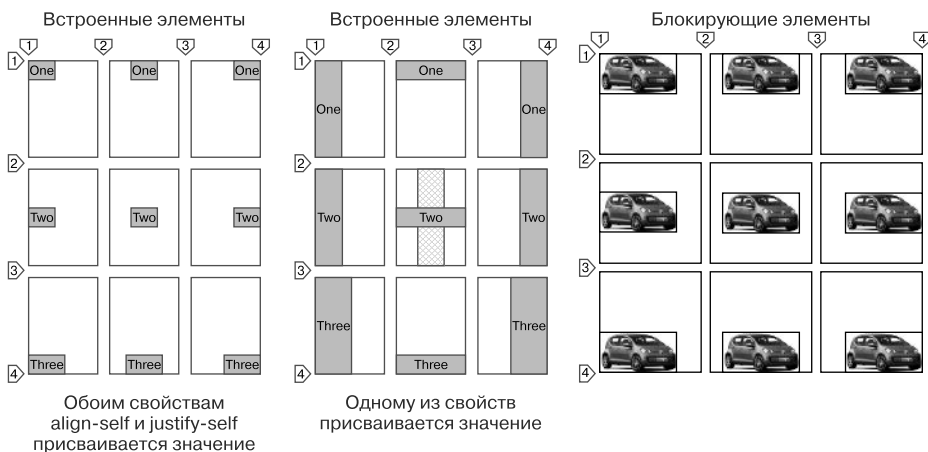 Встроенные элементы
1 2 3 4
1 One One One
2
Two Two Two
3
4 Three Three Three
Обоим свойствам
align-self и justify-self
присваивается значение
Встроенные элементы
1 2 3 4
1 One
One One
2
Two Two Two
3
Three Three
4 Three
Одному из свойств
присваивается значение
Блокирующие элементы
1 2 3 4
1
2
3
4